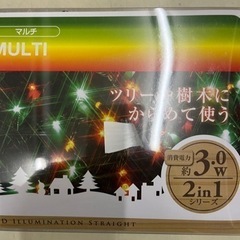 マルチ
MULTI
ツリーや樹木に
からめて使う
消費電力
約3.0W
2in1
シリーズ
D ILLUMINATION STRAIGHT